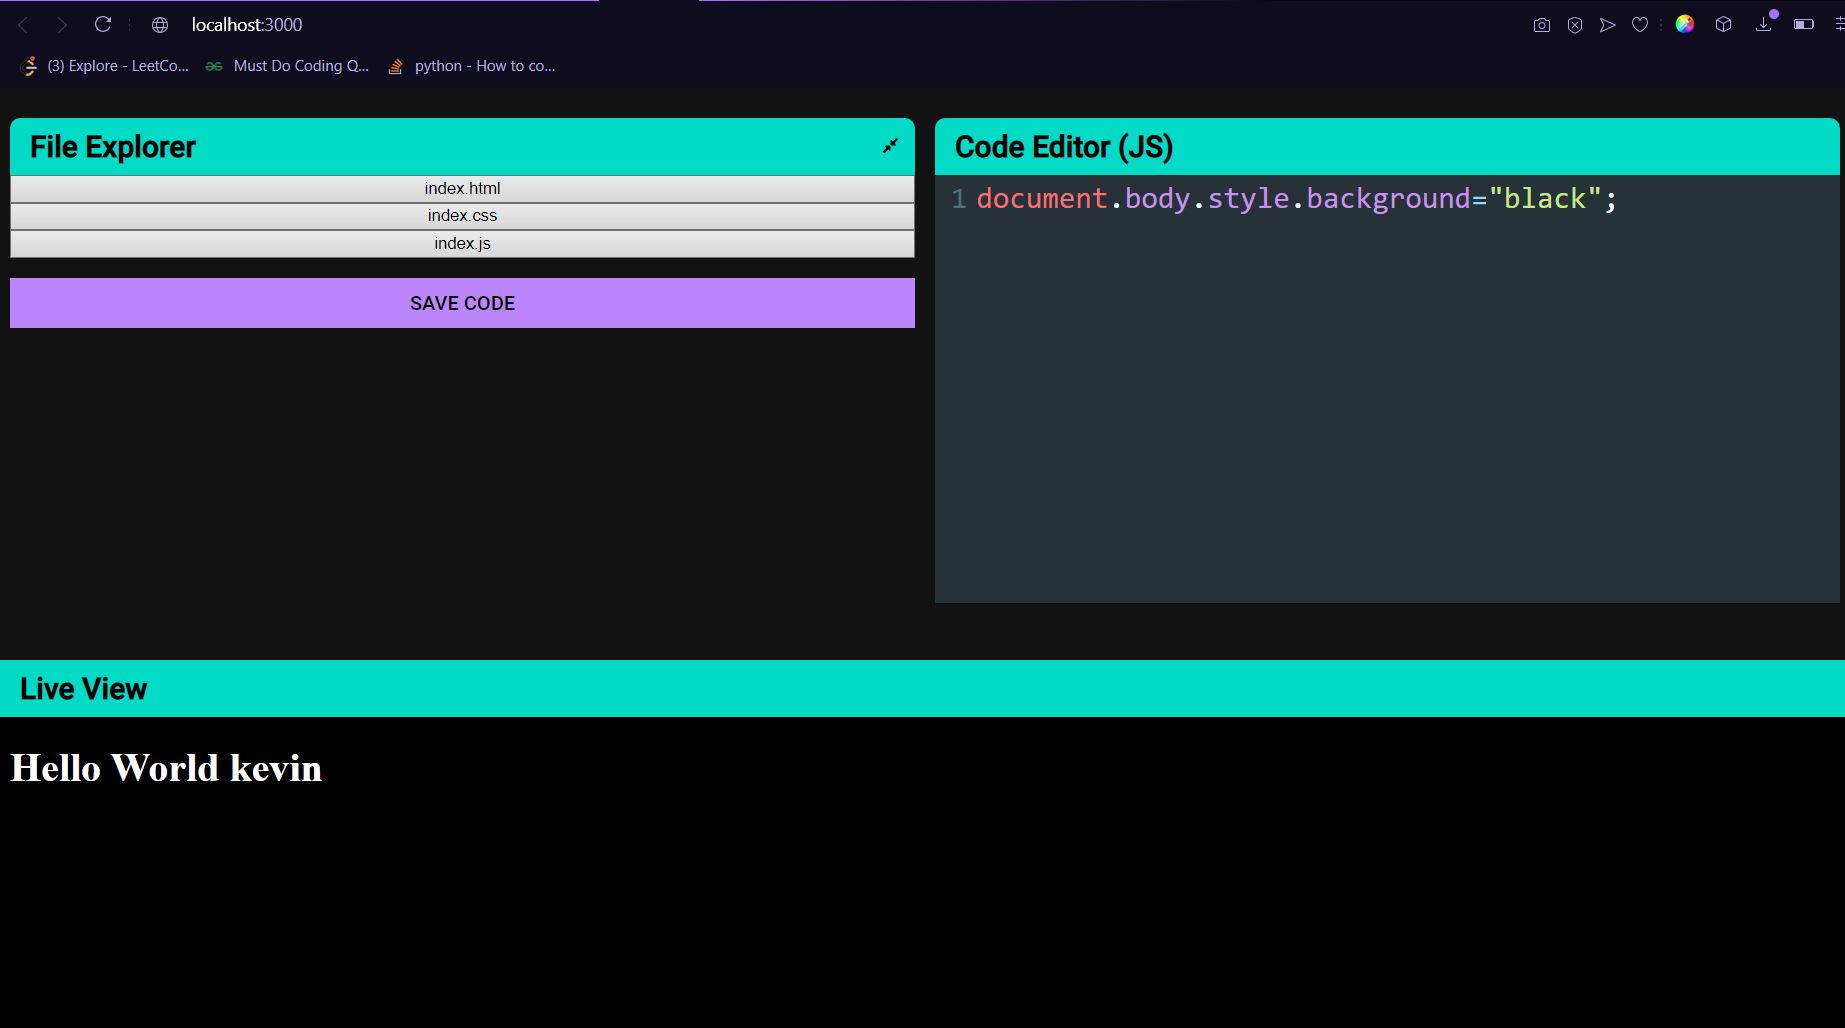 localhost:3000
(3) Explore - LeetCo...
Must Do Coding Q...
python - How to co...
File Explorer
index.html
index.css
index.js
SAVE CODE
Code Editor (JS)
1 document.body.style.background="black";
Live View
Hello World kevin